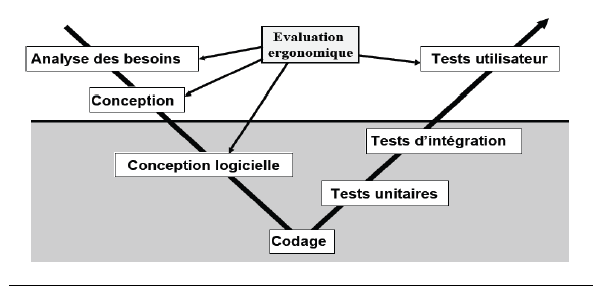 Evaluation
ergonomique
Analyse des besoins
Tests utilisateur
Conception
Tests d'intégration
Conception logicielle
Tests unitaires
Codage